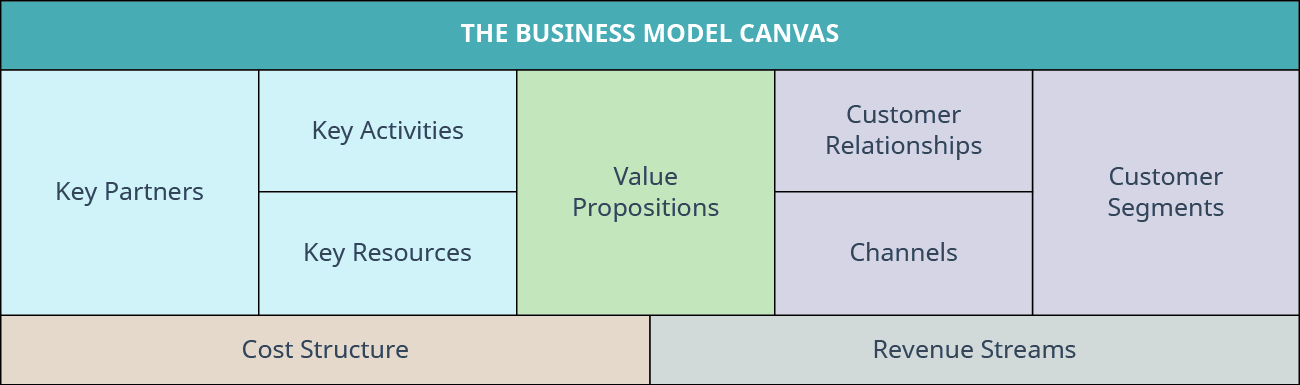 THE BUSINESS MODEL CANVAS
Key Partners
Key Activities
Key Resources
Value
Propositions
Customer
Relationships
Channels
Customer
Segments
Cost Structure
Revenue Streams